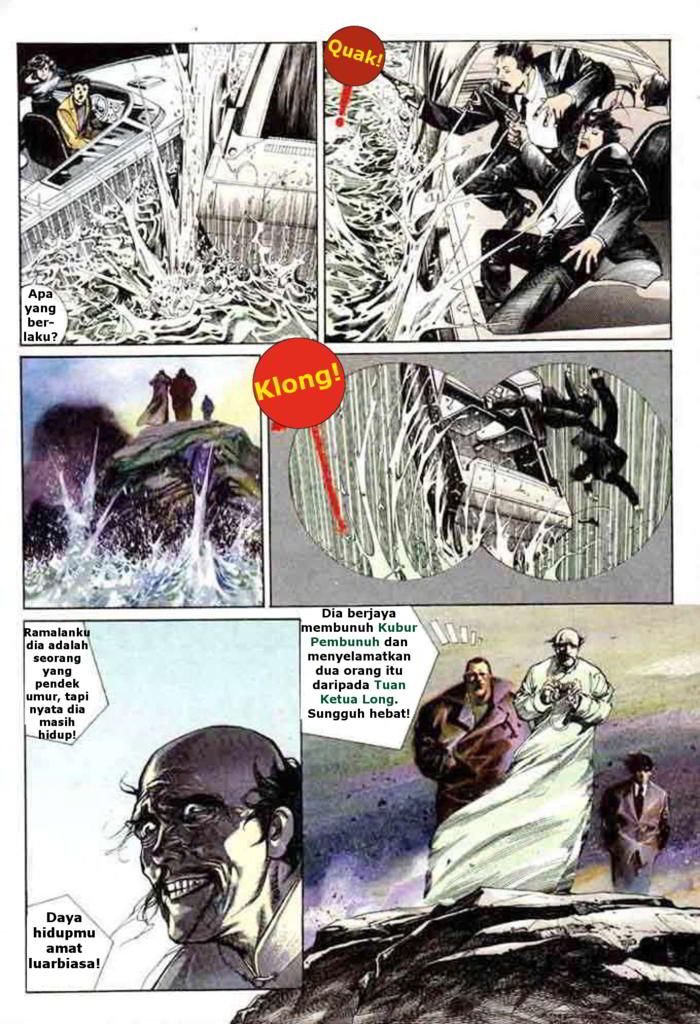 Quak!
Apa
yang
ber-
laku?
Klong!
Ramalanku
dia adalah
seorang
yang
pendek
umur, tapi
nyata dia
masih
hidup!
Dia berjaya
membunuh Kubur
Pembunuh dan
menyelamatkan
dua orang itu
daripada Tuan
Ketua Long.
Sungguh hebat!
Daya
hidupmu
amat
luarbiasa!